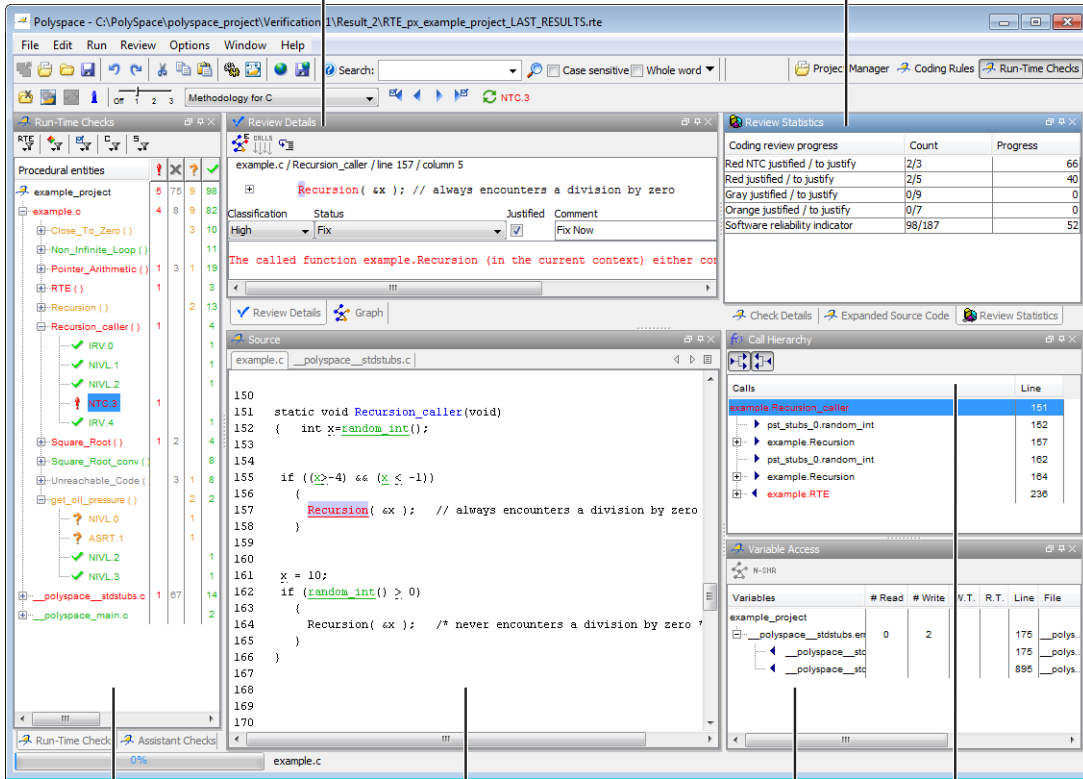 Polyspace - C:\PolySpace\polyspace_project\Verification_1\Result_2\RTE_px_example_project_LAST_RESULTS.rte
File Edit Run Review Options Window Help
Search: Case sensitive Whole word Project Manager Coding Rules Run-Time Checks
Off 1 2 3 Methodology for C NTC.3
Run-Time Checks
RTE
Procedural entities
example_project 5 75 9 98
example.c 4 8 9 82
Close_To_Zero () 3 10
Non_Infinite_Loop () 11
Pointer_Arithmetic () 1 3 1 19
RTE () 1 3
Recursion () 2 13
Recursion_caller () 1 4
IRV.0 1
NIVL.1 1
NIVL.2 1
NTC.3 1
IRV.4 1
Square_Root () 1 2 4
Square_Root_conv ( 8
Unreachable_Code ( 3 1 8
get_oil_pressure () 2 2
NIVL.0 1
ASRT.1 1
NIVL.2 1
NIVL.3 1
__polyspace__stdstubs.c 1 67 14
__polyspace_main.c 2
Run-Time Check Assistant Checks
Review Details
CALLS
example.c / Recursion_caller / line 157 / column 5
Recursion( &x ); // always encounters a division by zero
Classification Status Justified Comment
High Fix Fix Now
The called function example.Recursion (in the current context) either con
Review Details Graph
Source
example.c __polyspace__stdstubs.c
150
151 static void Recursion_caller(void)
152 { int x=random_int();
153
154
155 if ((x>-4) && (x < -1))
156 {
157 Recursion( &x ); // always encounters a division by zero
158 }
159
160
161 x = 10;
162 if (random_int() > 0)
163 {
164 Recursion( &x ); /* never encounters a division by zero *
165 }
166 }
167
168
169
170
Review Statistics
Coding review progress Count Progress
Red NTC justified / to justify 2/3 66
Red justified / to justify 2/5 40
Gray justified / to justify 0/9 0
Orange justified / to justify 0/7 0
Software reliability indicator 98/187 52
Check Details Expanded Source Code Review Statistics
Call Hierarchy
Calls Line
example.Recursion_caller 151
pst_stubs_0.random_int 152
example.Recursion 157
pst_stubs_0.random_int 162
example.Recursion 164
example.RTE 236
Variable Access
N-SHR
Variables # Read # Write W.T. R.T. Line File
example_project
__polyspace__stdstubs.err 0 2 175 __polys..
__polyspace__std 175 __polys..
__polyspace__std 895 __polys..
0% example.c